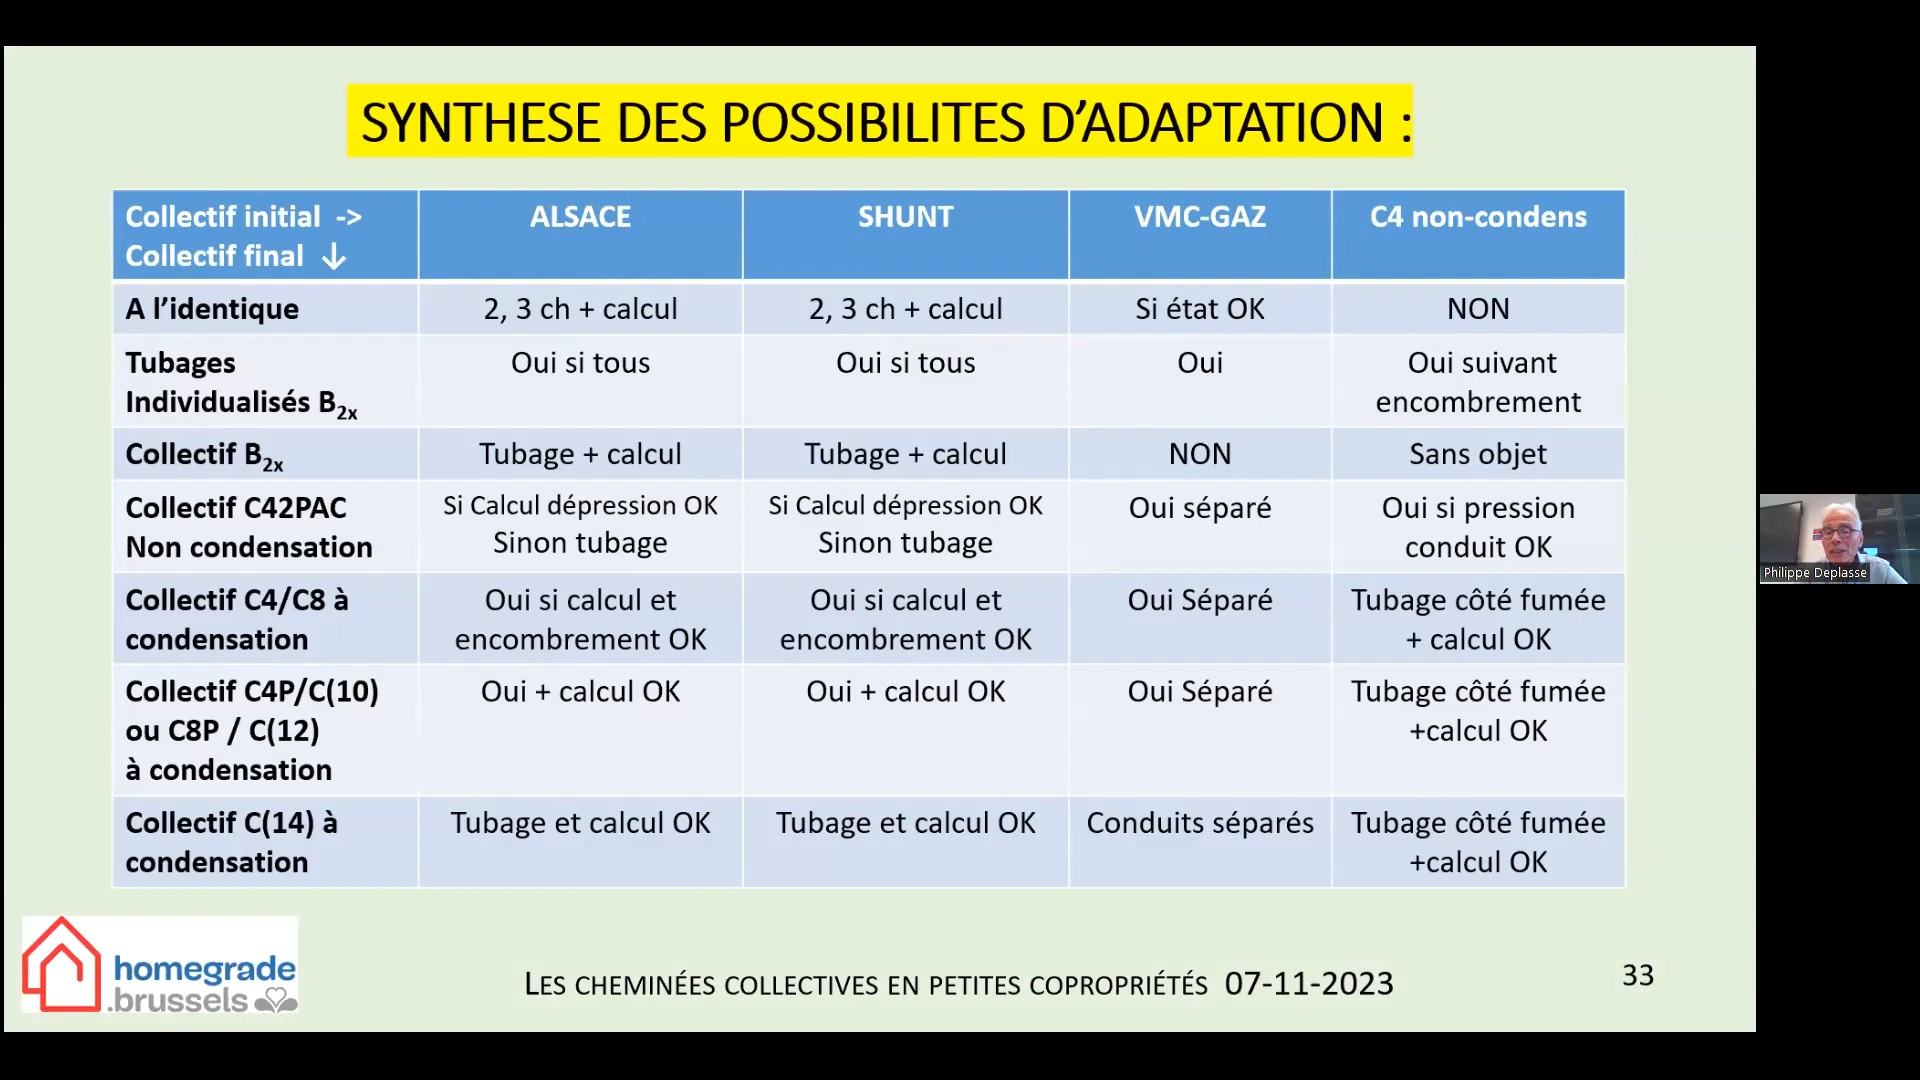 SYNTHESE DES POSSIBILITES D’ADAPTATION :
Collectif initial -> ALSACE SHUNT VMC-GAZ C4 non-condens
Collectif final ↓
A l’identique 2, 3 ch + calcul 2, 3 ch + calcul Si état OK NON
Tubages Oui si tous Oui si tous Oui Oui suivant
Individualisés B2x encombrement
Collectif B2x Tubage + calcul Tubage + calcul NON Sans objet
Collectif C42PAC Si Calcul dépression OK Si Calcul dépression OK Oui séparé Oui si pression
Non condensation Sinon tubage Sinon tubage conduit OK
Collectif C4/C8 à Oui si calcul et Oui si calcul et Oui Séparé Tubage côté fumée
condensation encombrement OK encombrement OK + calcul OK
Collectif C4P/C(10) Oui + calcul OK Oui + calcul OK Oui Séparé Tubage côté fumée
ou C8P / C(12) +calcul OK
à condensation
Collectif C(14) à Tubage et calcul OK Tubage et calcul OK Conduits séparés Tubage côté fumée
condensation +calcul OK
Philippe Deplasse
homegrade
.brussels
LES CHEMINÉES COLLECTIVES EN PETITES COPROPRIÉTÉS 07-11-2023
33